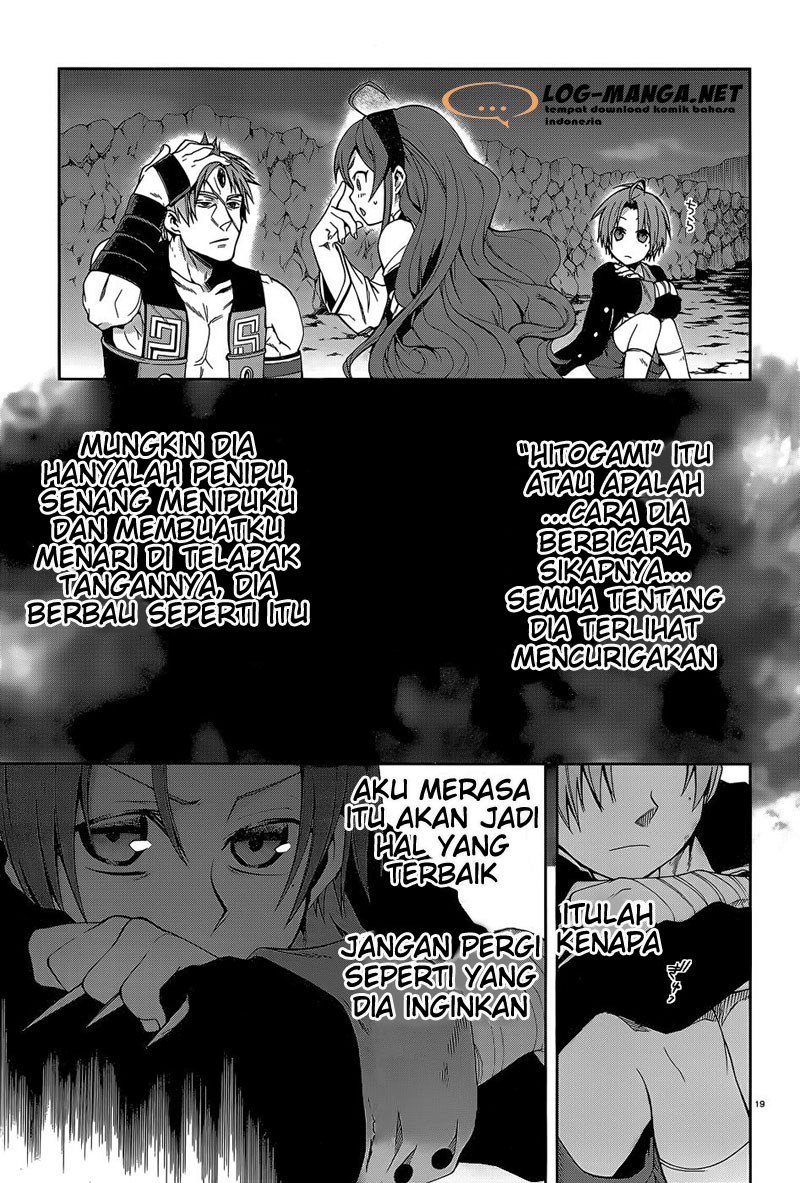 LOG-MANGA.NET
tempat download komik bahasa
indonesia
"HITOGAMI" ITU
ATAU APALAH
...CARA DIA
BERBICARA,
SIKAPNYA...
SEMUA TENTANG
DIA TERLIHAT
MENCURIGAKAN
MUNGKIN DIA
HANYALAH PENIPU,
SENANG MENIPUKU
DAN MEMBUATKU
MENARI DI TELAPAK
TANGANNYA, DIA
BERBAU SEPERTI ITU
ITULAH
KENAPA
AKU MERASA
ITU AKAN JADI
HAL YANG
TERBAIK
JANGAN PERGI
SEPERTI YANG
DIA INGINKAN
19